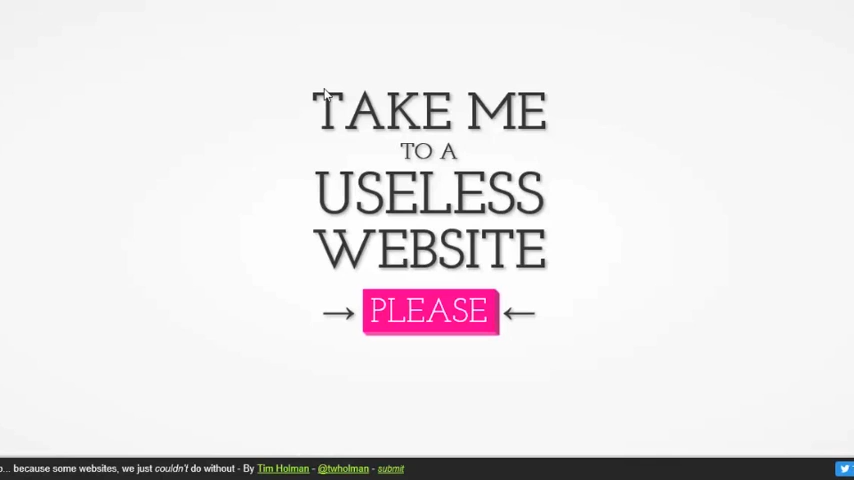 TAKE ME
TO A
USELESS
WEBSITE
→ PLEASE ←
... because some websites, we just couldn't do without - By Tim Holman - @twholman - submit